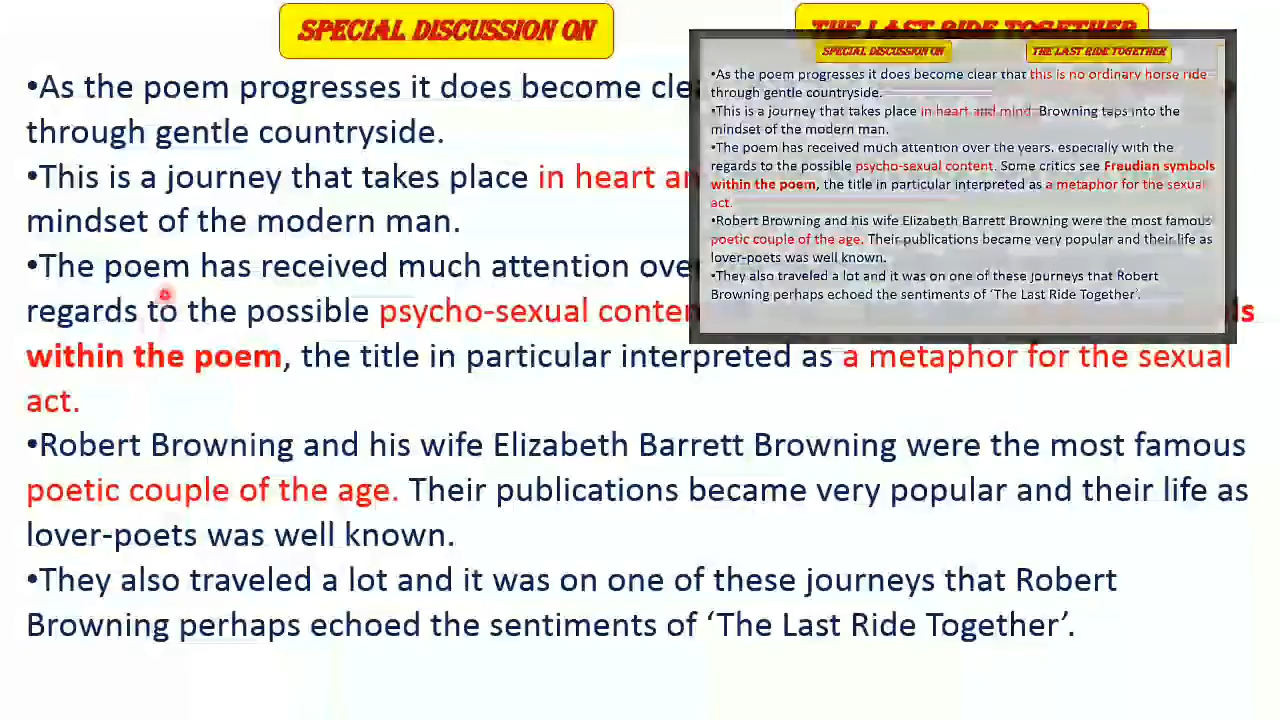 SPECIAL DISCUSSION ON
THE LAST RIDE TOGETHER
•As the poem progresses it does become clea
through gentle countryside.
•This is a journey that takes place in heart an
mindset of the modern man.
•The poem has received much attention over
regards to the possible psycho-sexual conten ls
within the poem, the title in particular interpreted as a metaphor for the sexual
act.
•Robert Browning and his wife Elizabeth Barrett Browning were the most famous
poetic couple of the age. Their publications became very popular and their life as
lover-poets was well known.
•They also traveled a lot and it was on one of these journeys that Robert
Browning perhaps echoed the sentiments of ‘The Last Ride Together’.
SPECIAL DISCUSSION ON
THE LAST RIDE TOGETHER
•As the poem progresses it does become clear that this is no ordinary horse ride
through gentle countryside.
•This is a journey that takes place in heart and mind. Browning taps into the
mindset of the modern man.
•The poem has received much attention over the years, especially with the
regards to the possible psycho-sexual content. Some critics see Freudian symbols
within the poem, the title in particular interpreted as a metaphor for the sexual
act.
•Robert Browning and his wife Elizabeth Barrett Browning were the most famous
poetic couple of the age. Their publications became very popular and their life as
lover-poets was well known.
•They also traveled a lot and it was on one of these journeys that Robert
Browning perhaps echoed the sentiments of ‘The Last Ride Together’.